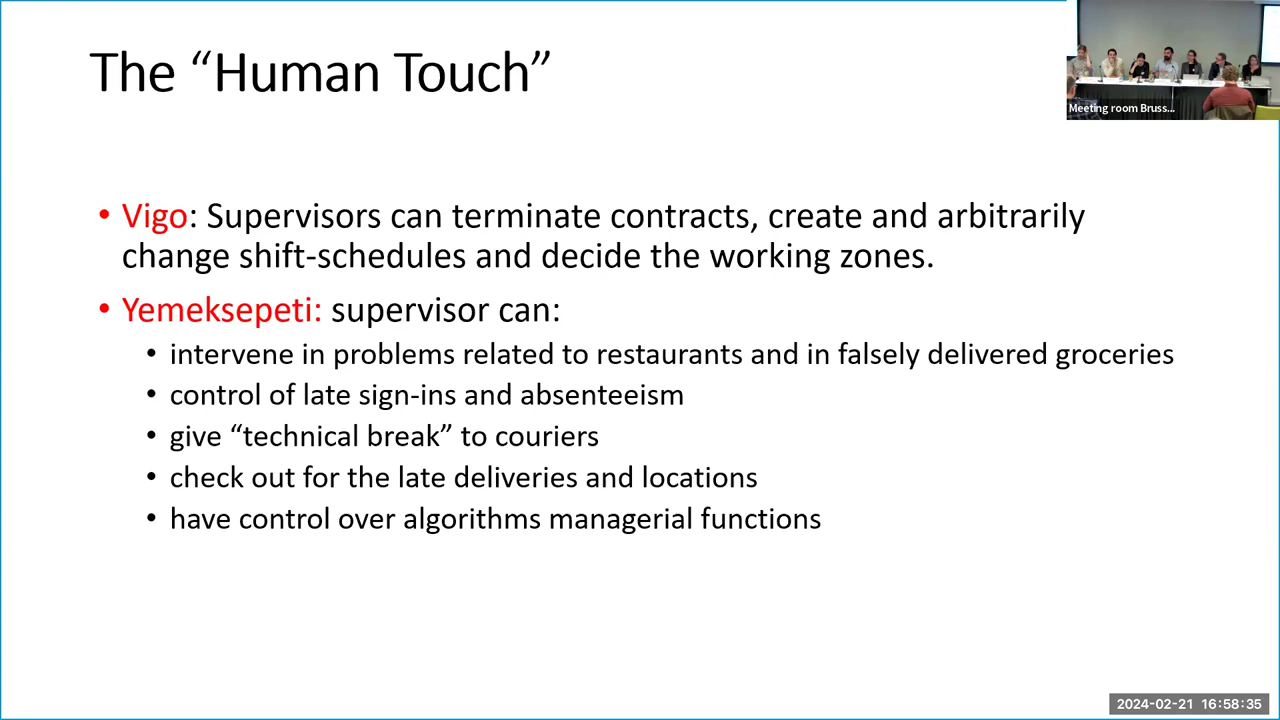 The “Human Touch”
Meeting room Bruss...
• Vigo: Supervisors can terminate contracts, create and arbitrarily
change shift-schedules and decide the working zones.
• Yemeksepeti: supervisor can:
• intervene in problems related to restaurants and in falsely delivered groceries
• control of late sign-ins and absenteeism
• give “technical break” to couriers
• check out for the late deliveries and locations
• have control over algorithms managerial functions
2024-02-21 16:58:35